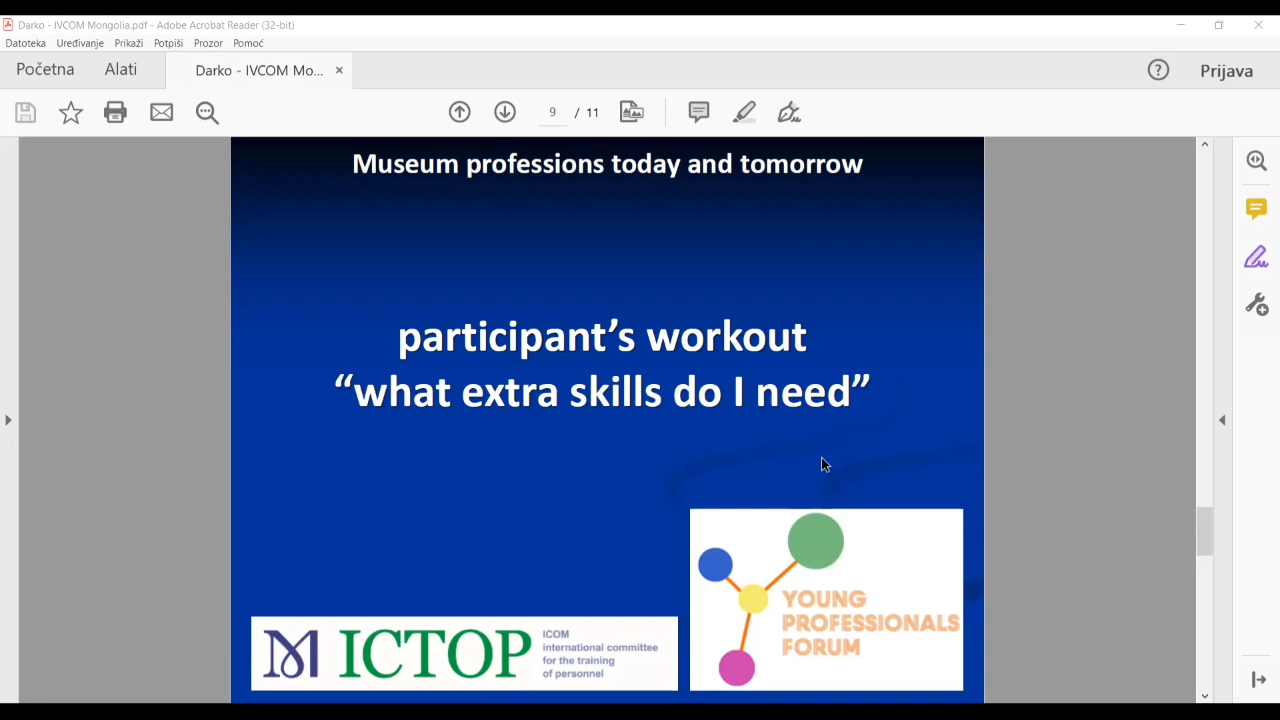 Darko - IVCOM Mongolia.pdf - Adobe Acrobat Reader (32-bit)
Datoteka Uređivanje Prikaži Potpiši Prozor Pomoć
Početna Alati Darko - IVCOM Mo... × ? Prijava
9 / 11
Museum professions today and tomorrow
participant’s workout
“what extra skills do I need”
ICTOP
ICOM
international committee
for the training
of personnel
YOUNG
PROFESSIONALS
FORUM